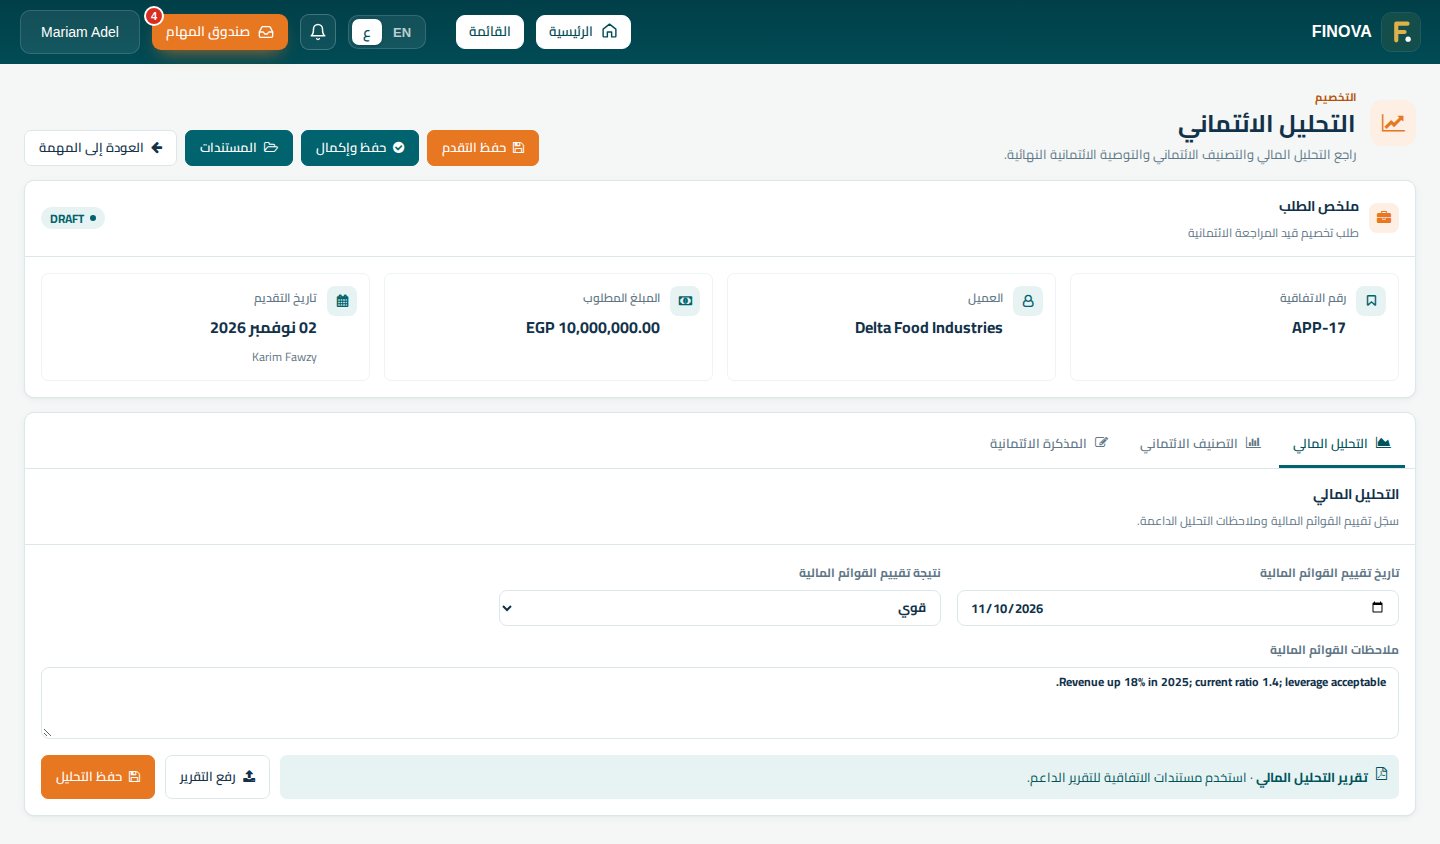 FINOVA
الرئيسية
القائمة
ع EN
صندوق المهام 4
Mariam Adel
التخصيم
التحليل الائتماني
راجع التحليل المالي والتصنيف الائتماني والتوصية الائتمانية النهائية.
حفظ التقدم
حفظ وإكمال
المستندات
العودة إلى المهمة
ملخص الطلب
طلب تخصيم قيد المراجعة الائتمانية
DRAFT
رقم الاتفاقية
APP-17
العميل
Delta Food Industries
المبلغ المطلوب
EGP 10,000,000.00
تاريخ التقديم
02 نوفمبر 2026
Karim Fawzy
التحليل المالي
التصنيف الائتماني
المذكرة الائتمانية
التحليل المالي
سجّل تقييم القوائم المالية وملاحظات التحليل الداعمة.
تاريخ تقييم القوائم المالية
11/10/2026
نتيجة تقييم القوائم المالية
قوي
ملاحظات القوائم المالية
Revenue up 18% in 2025; current ratio 1.4; leverage acceptable.
تقرير التحليل المالي · استخدم مستندات الاتفاقية للتقرير الداعم.
رفع التقرير
حفظ التحليل